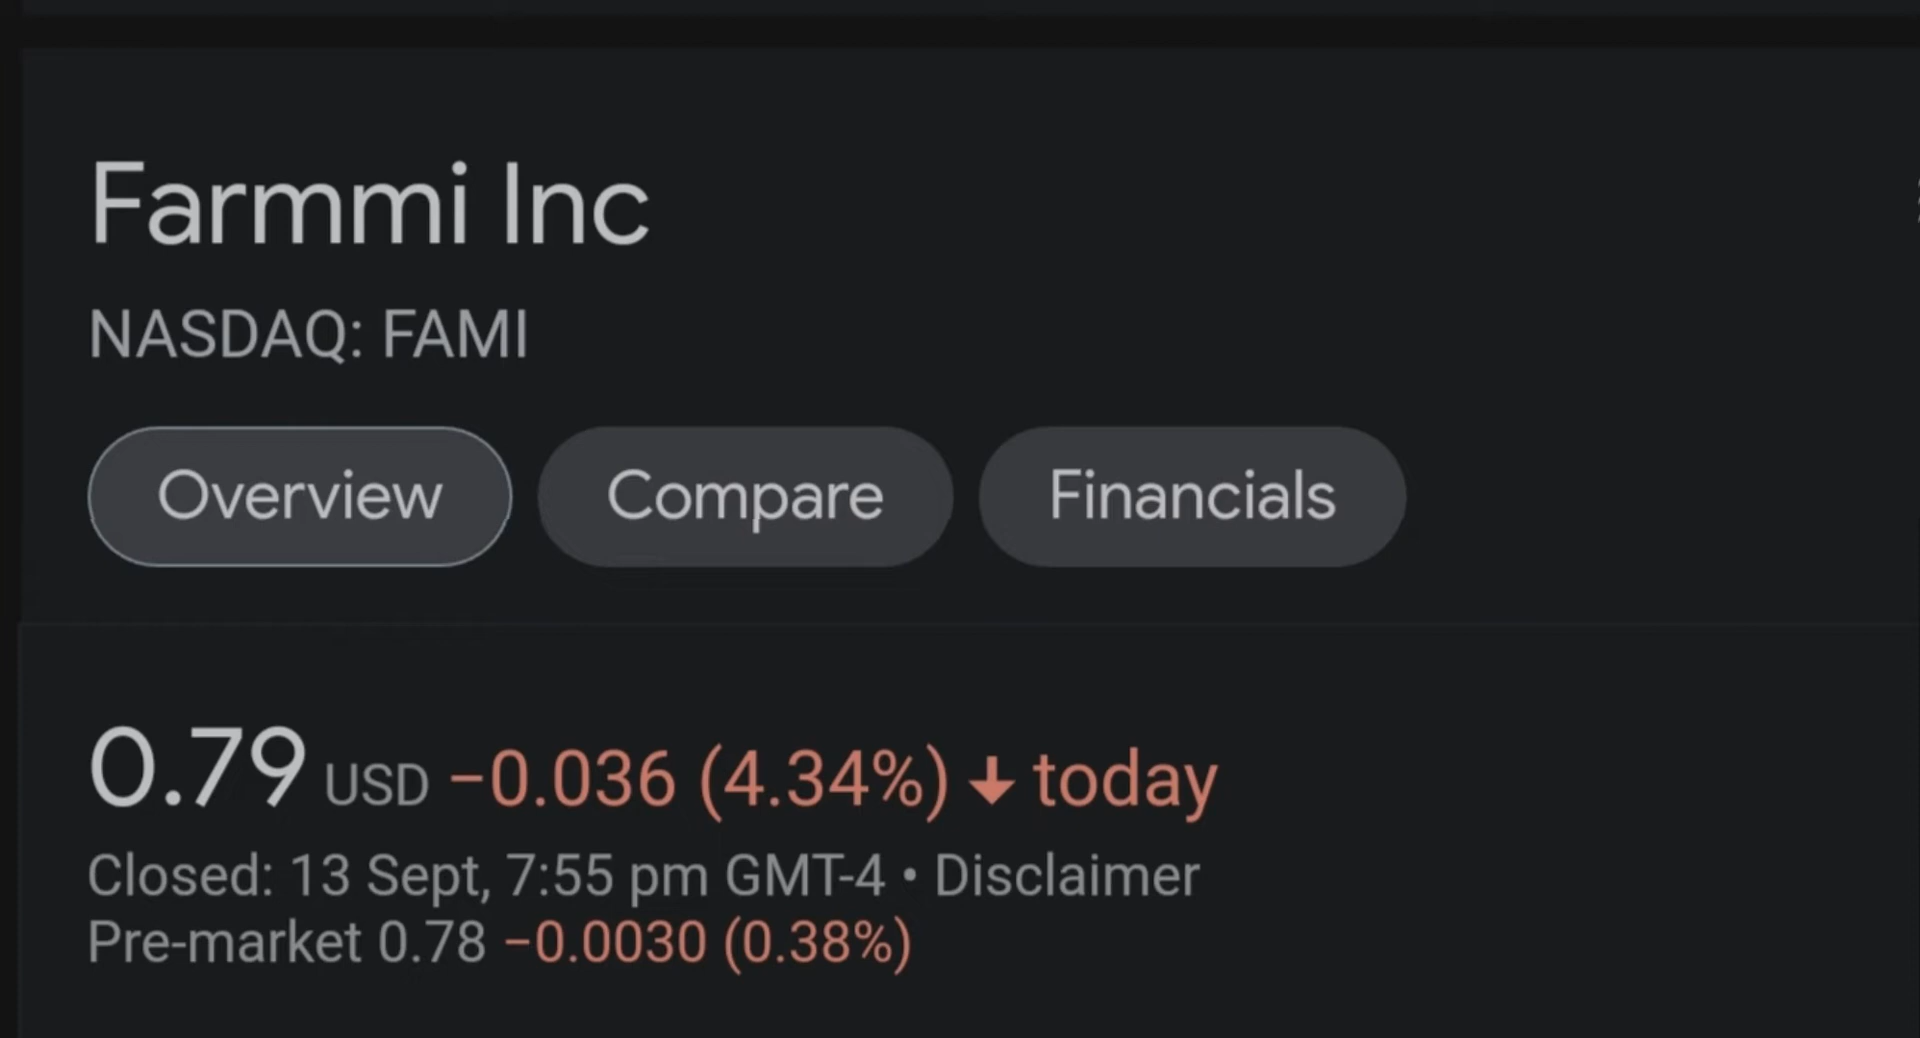 Farmmi Inc
NASDAQ: FAMI
Overview Compare Financials
0.79 USD −0.036 (4.34%) ↓ today
Closed: 13 Sept, 7:55 pm GMT-4 • Disclaimer
Pre-market 0.78 −0.0030 (0.38%)